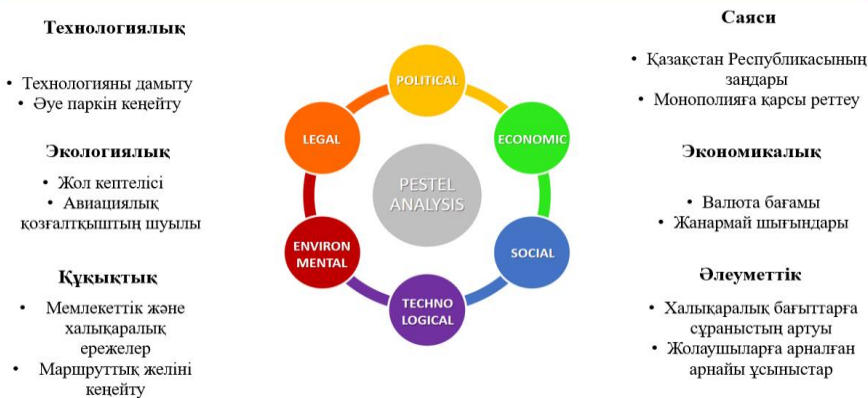 Технологиялық
• Технологияны дамыту
• Әуе паркін кеңейту
Экологиялық
• Жол кептелісі
• Авиациялық
қозғалтқыштың шуылы
Құқықтық
• Мемлекеттік және
халықаралық
ережелер
• Маршруттық желіні
кеңейту
POLITICAL
LEGAL
ECONOMIC
PESTEL
ANALYSIS
ENVIRON
MENTAL
SOCIAL
TECHNO
LOGICAL
Саяси
• Қазақстан Республикасының
заңдары
• Монополияға қарсы реттеу
Экономикалық
• Валюта бағамы
• Жанармай шығындары
Әлеуметтік
• Халықаралық бағыттарға
сұраныстың артуы
• Жолаушыларға арналған
арнайы ұсыныстар